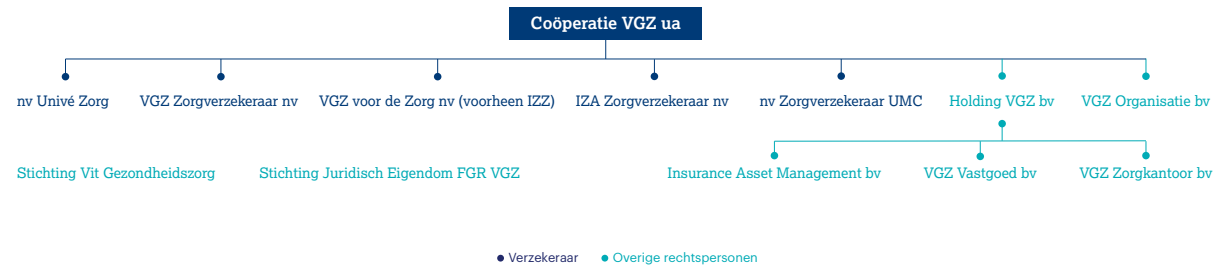 Coöperatie VGZ ua
nv Univé Zorg
VGZ Zorgverzekeraar nv
VGZ voor de Zorg nv (voorheen IZZ)
IZA Zorgverzekeraar nv
nv Zorgverzekeraar UMC
Holding VGZ bv
VGZ Organisatie bv
Stichting Vit Gezondheidszorg
Stichting Juridisch Eigendom FGR VGZ
Insurance Asset Management bv
VGZ Vastgoed bv
VGZ Zorgkantoor bv
Verzekeraar
Overige rechtspersonen